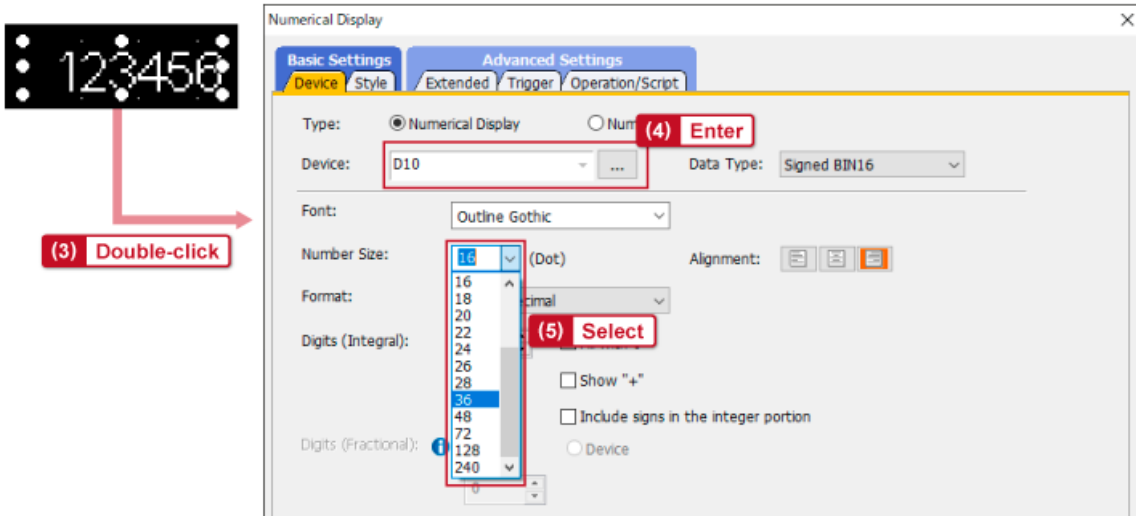 Numerical Display
123456
Basic Settings
Advanced Settings
Device
Style
Extended
Trigger
Operation/Script
Type:
Numerical Display
Num
(4) Enter
Device:
D10
...
Data Type:
Signed BIN16
(3) Double-click
Font:
Outline Gothic
Number Size:
16
(Dot)
Alignment:
16
18
20
22
24
26
28
36
48
72
128
240
Format:
cimal
(5) Select
Digits (Integral):
Show "+"
Include signs in the integer portion
Digits (Fractional):
Device
0